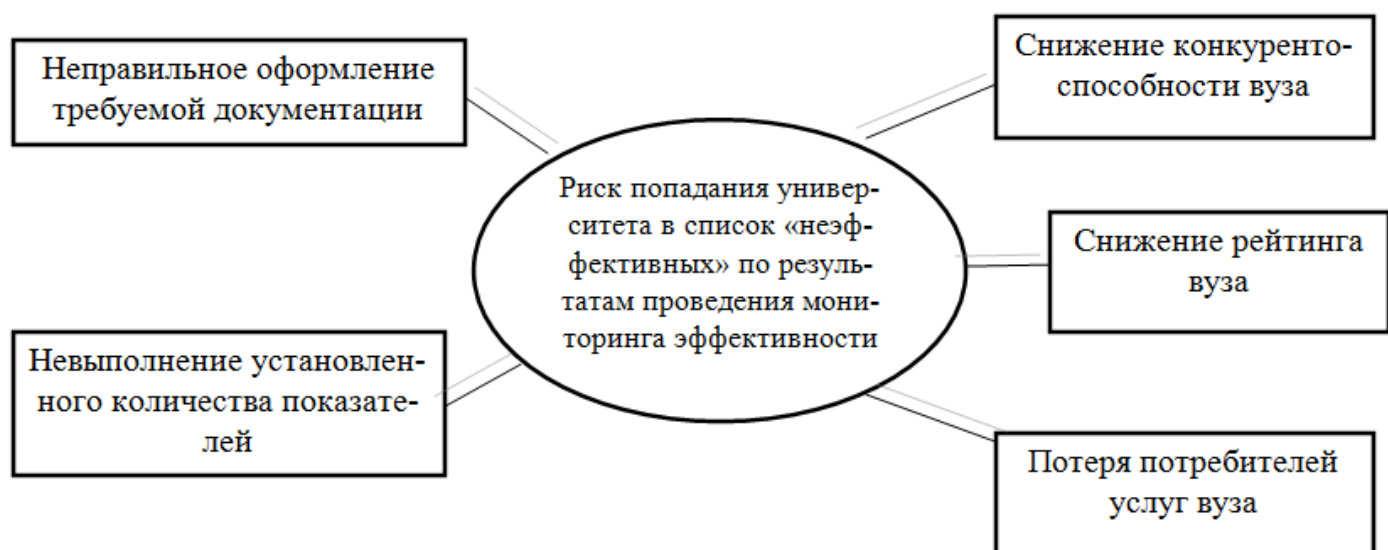 Неправильное оформление
требуемой документации
Невыполнение установлен-
ного количества показате-
лей
Риск попадания универ-
ситета в список «неэф-
фективных» по резуль-
татам проведения мони-
торинга эффективности
Снижение конкуренто-
способности вуза
Снижение рейтинга
вуза
Потеря потребителей
услуг вуза